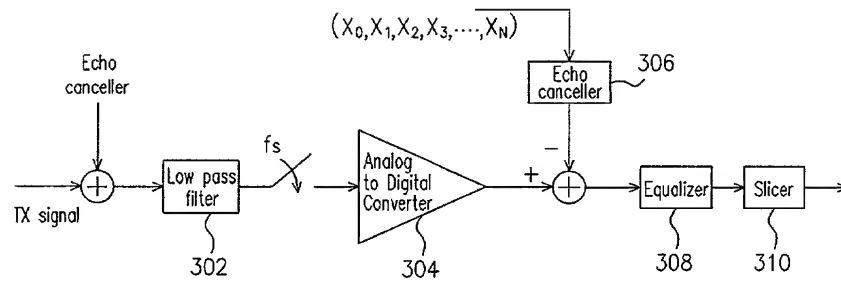 (X0,X1,X2,X3,····,XN)
306
Echo
canceller
Echo
canceller
−
fs
Analog
to Digital
Converter
+
+
+
Low pass
filter
Equalizer
Slicer
TX signal
302
304
308
310